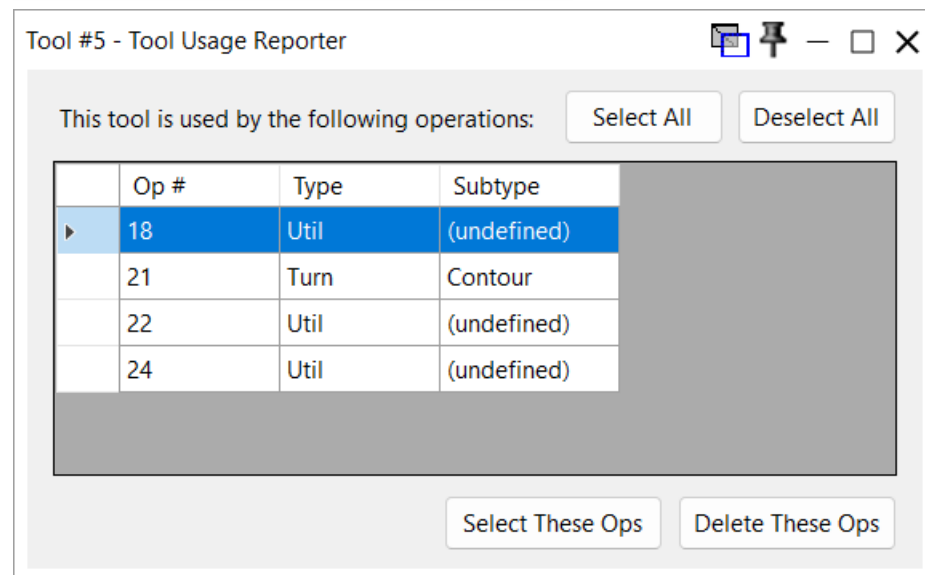 Tool #5 - Tool Usage Reporter
This tool is used by the following operations: Select All Deselect All
Op # Type Subtype
18 Util (undefined)
21 Turn Contour
22 Util (undefined)
24 Util (undefined)
Select These Ops Delete These Ops